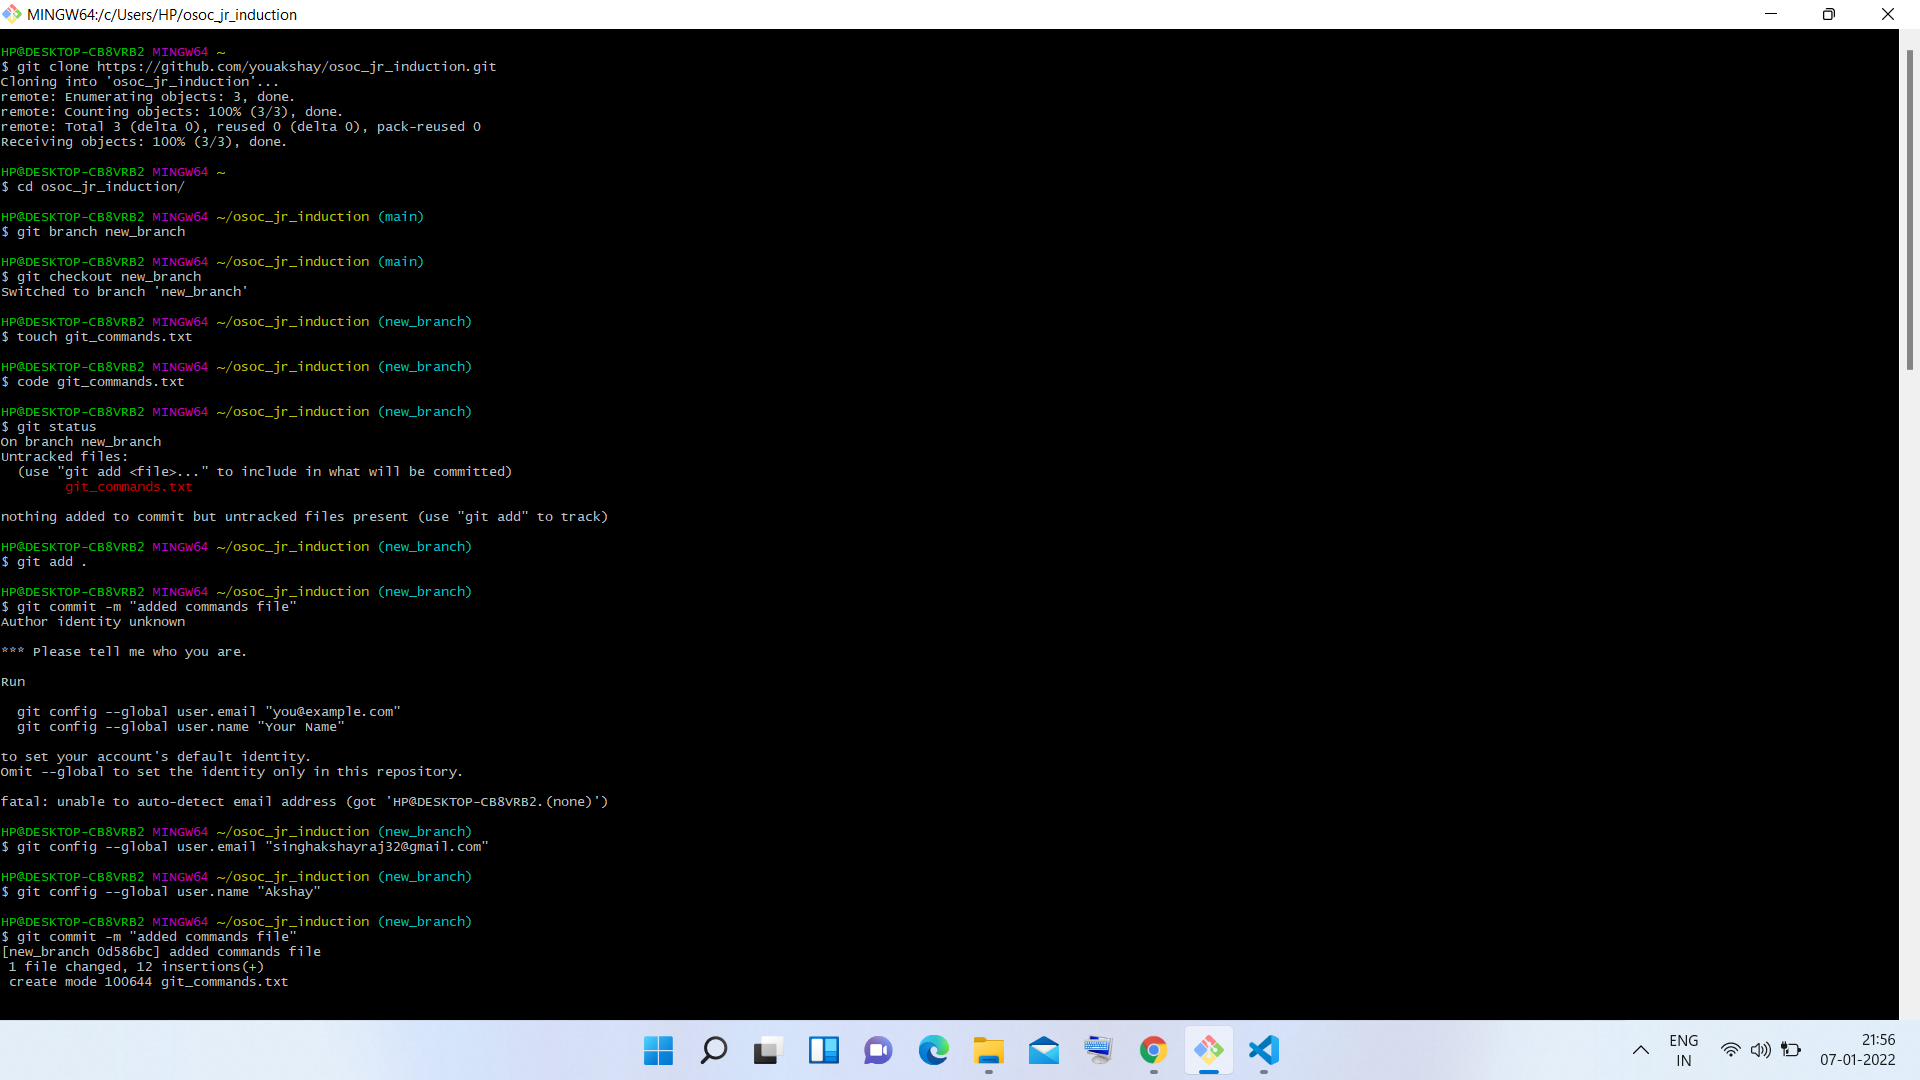 MINGW64:/c/Users/HP/osoc_jr_induction
HP@DESKTOP-CB8VRB2 MINGW64 ~
$ git clone https://github.com/youakshay/osoc_jr_induction.git
Cloning into 'osoc_jr_induction'...
remote: Enumerating objects: 3, done.
remote: Counting objects: 100% (3/3), done.
remote: Total 3 (delta 0), reused 0 (delta 0), pack-reused 0
Receiving objects: 100% (3/3), done.
HP@DESKTOP-CB8VRB2 MINGW64 ~
$ cd osoc_jr_induction/
HP@DESKTOP-CB8VRB2 MINGW64 ~/osoc_jr_induction (main)
$ git branch new_branch
HP@DESKTOP-CB8VRB2 MINGW64 ~/osoc_jr_induction (main)
$ git checkout new_branch
Switched to branch 'new_branch'
HP@DESKTOP-CB8VRB2 MINGW64 ~/osoc_jr_induction (new_branch)
$ touch git_commands.txt
HP@DESKTOP-CB8VRB2 MINGW64 ~/osoc_jr_induction (new_branch)
$ code git_commands.txt
HP@DESKTOP-CB8VRB2 MINGW64 ~/osoc_jr_induction (new_branch)
$ git status
On branch new_branch
Untracked files:
  (use "git add <file>..." to include in what will be committed)
        git_commands.txt
nothing added to commit but untracked files present (use "git add" to track)
HP@DESKTOP-CB8VRB2 MINGW64 ~/osoc_jr_induction (new_branch)
$ git add .
HP@DESKTOP-CB8VRB2 MINGW64 ~/osoc_jr_induction (new_branch)
$ git commit -m "added commands file"
Author identity unknown
*** Please tell me who you are.
Run
  git config --global user.email "you@example.com"
  git config --global user.name "Your Name"
to set your account's default identity.
Omit --global to set the identity only in this repository.
fatal: unable to auto-detect email address (got 'HP@DESKTOP-CB8VRB2.(none)')
HP@DESKTOP-CB8VRB2 MINGW64 ~/osoc_jr_induction (new_branch)
$ git config --global user.email "singhakshayraj32@gmail.com"
HP@DESKTOP-CB8VRB2 MINGW64 ~/osoc_jr_induction (new_branch)
$ git config --global user.name "Akshay"
HP@DESKTOP-CB8VRB2 MINGW64 ~/osoc_jr_induction (new_branch)
$ git commit -m "added commands file"
[new_branch 0d586bc] added commands file
 1 file changed, 12 insertions(+)
 create mode 100644 git_commands.txt
ENG
IN
21:56
07-01-2022